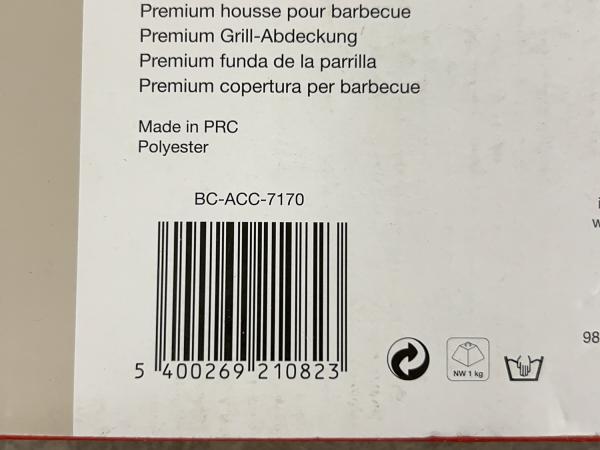 Premium housse pour barbecue
Premium Grill-Abdeckung
Premium funda de la parrilla
Premium copertura per barbecue
Made in PRC
Polyester
BC-ACC-7170
5 400269 210823
NW 1 kg
98